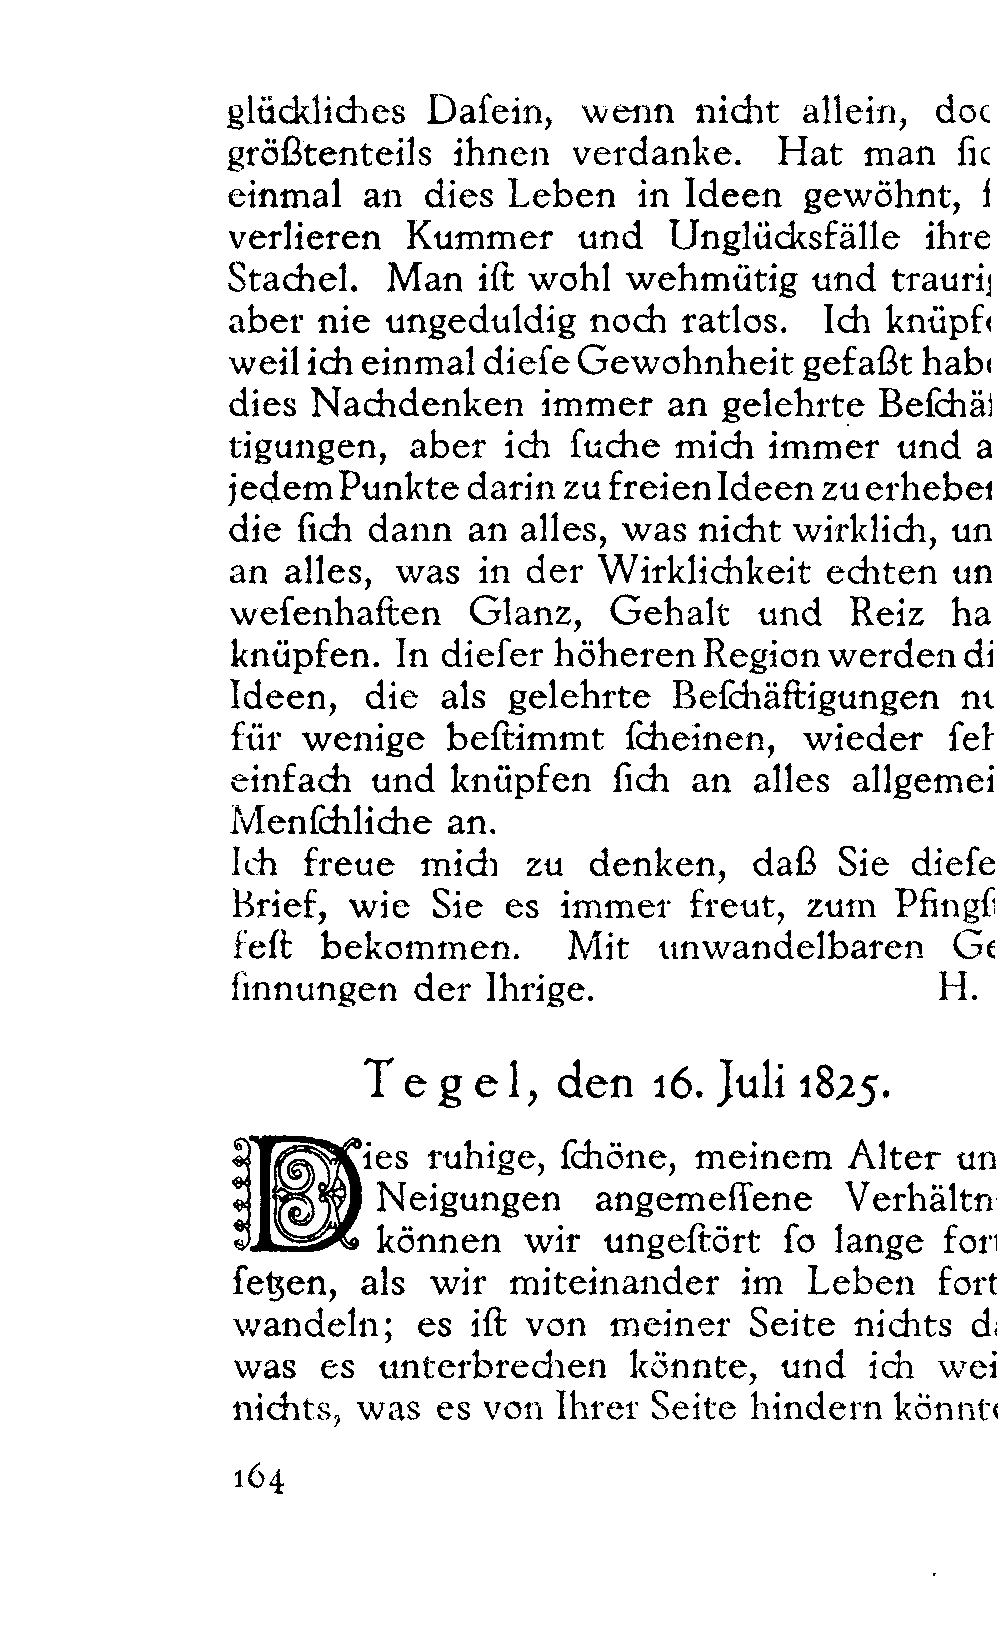 glückliches Daſein, wenn nicht allein, doc
größtenteils ihnen verdanke. Hat man ſic
einmal an dies Leben in Ideen gewöhnt, ſ
verlieren Kummer und Unglücksfälle ihre
Stachel. Man iſt wohl wehmütig und traurig
aber nie ungeduldig noch ratlos. Ich knüpfe
weil ich einmal dieſe Gewohnheit gefaßt habe
dies Nachdenken immer an gelehrte Beſchäf
tigungen, aber ich ſuche mich immer und a
jedem Punkte darin zu freien Ideen zu erheben
die ſich dann an alles, was nicht wirklich, un
an alles, was in der Wirklichkeit echten un
weſenhaften Glanz, Gehalt und Reiz ha
knüpfen. In dieſer höheren Region werden di
Ideen, die als gelehrte Beſchäftigungen nu
für wenige beſtimmt ſcheinen, wieder ſeh
einfach und knüpfen ſich an alles allgemei
Menſchliche an.
Ich freue mich zu denken, daß Sie dieſe
Brief, wie Sie es immer freut, zum Pfingſt
feſt bekommen. Mit unwandelbaren Ge
ſinnungen der Ihrige. H.
Tegel, den 16. Juli 1825.
Dies ruhige, ſchöne, meinem Alter un
Neigungen angemeſſene Verhältn
können wir ungeſtört ſo lange fort
ſetzen, als wir miteinander im Leben fort
wandeln; es iſt von meiner Seite nichts da
was es unterbrechen könnte, und ich wei
nichts, was es von Ihrer Seite hindern könnte
164